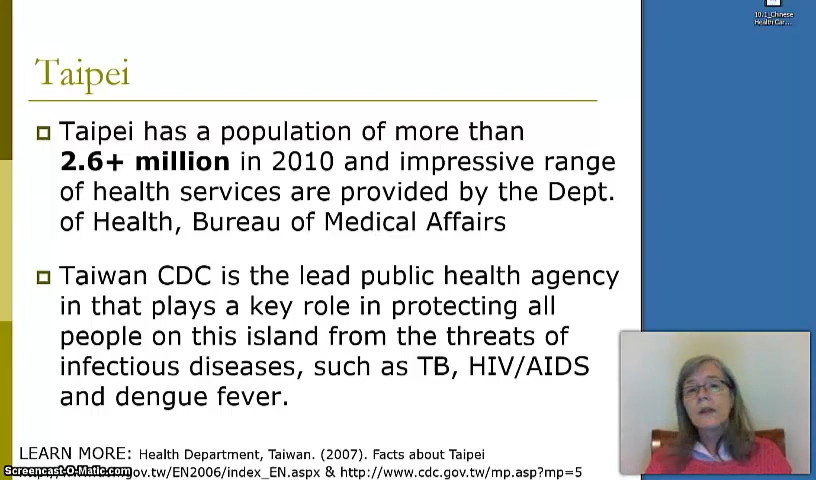 10.1_Chinese
Health Car...
Taipei
Taipei has a population of more than
2.6+ million in 2010 and impressive range
of health services are provided by the Dept.
of Health, Bureau of Medical Affairs
Taiwan CDC is the lead public health agency
in that plays a key role in protecting all
people on this island from the threats of
infectious diseases, such as TB, HIV/AIDS
and dengue fever.
LEARN MORE: Health Department, Taiwan. (2007). Facts about Taipei
Screencast-O-Matic.com
gov.tw/EN2006/index_EN.aspx & http://www.cdc.gov.tw/mp.asp?mp=5